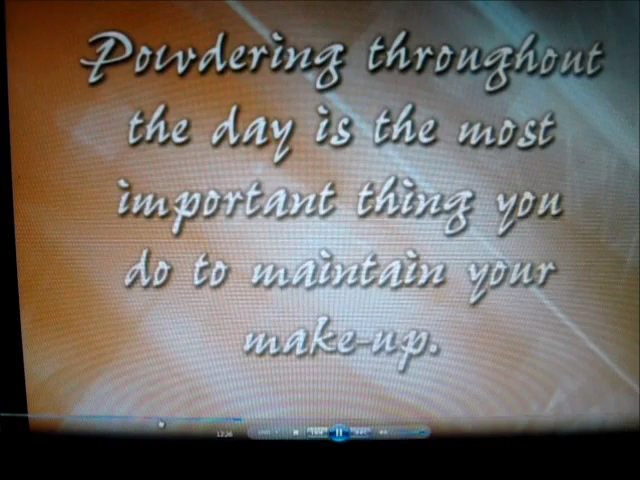 Powdering throughout
the day is the most
important thing you
do to maintain your
make-up.